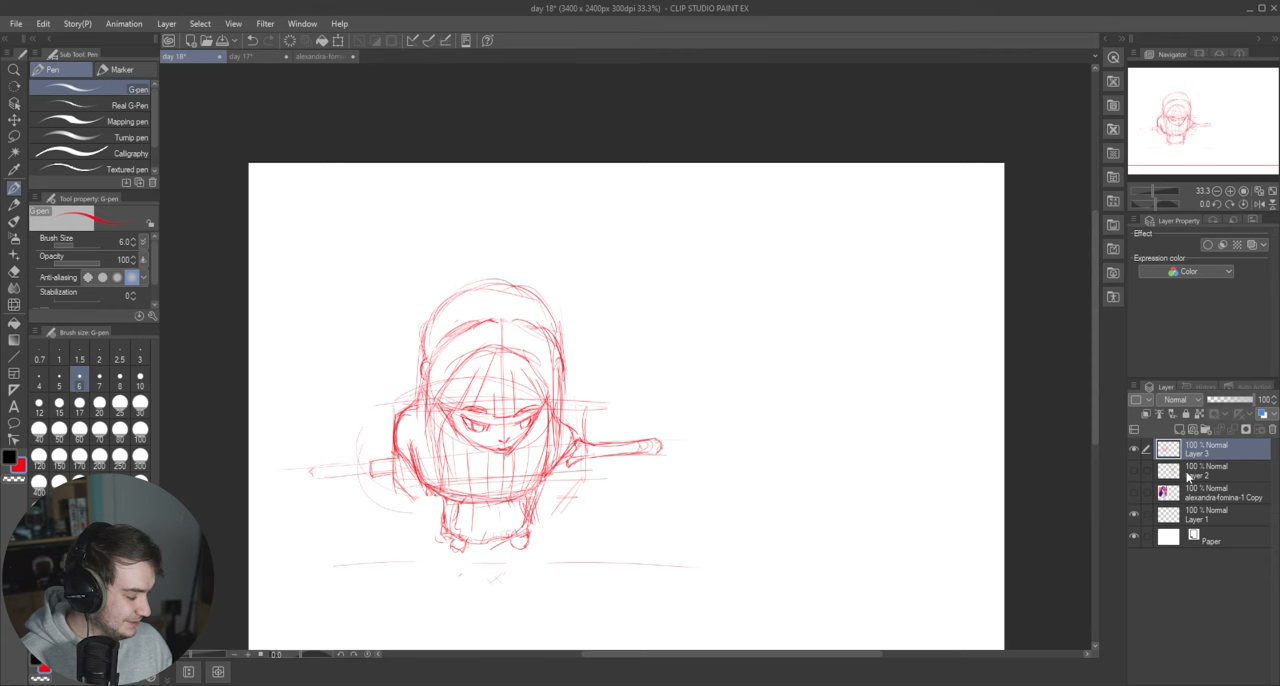 day 18* (3400 x 2400px 300dpi 33.3%) - CLIP STUDIO PAINT EX
File Edit Story(P) Animation Layer Select View Filter Window Help
day 18* day 17* alexandra-fomin
Sub Tool: Pen
Pen Marker
G-pen
Real G-Pen
Mapping pen
Turnip pen
Calligraphy
Textured pen
Tool property: G-pen
G-pen
Brush Size 6.0
Opacity 100
Anti-aliasing
Stabilization 0
Brush size: G-pen
0.7 1 1.5 2 2.5 3
4 5 6 7 8 10
12 15 17 20 25 30
40 50 60 70 80 100
120 150 170 200 250 300
400
0:0
Navigator
33.3
0.0
Layer Property
Effect
Expression color
Color
Layer History Auto Action
Normal 100
100 % Normal
Layer 3
100 % Normal
Layer 2
100 % Normal
alexandra-fomina-1 Copy
100 % Normal
Layer 1
Paper